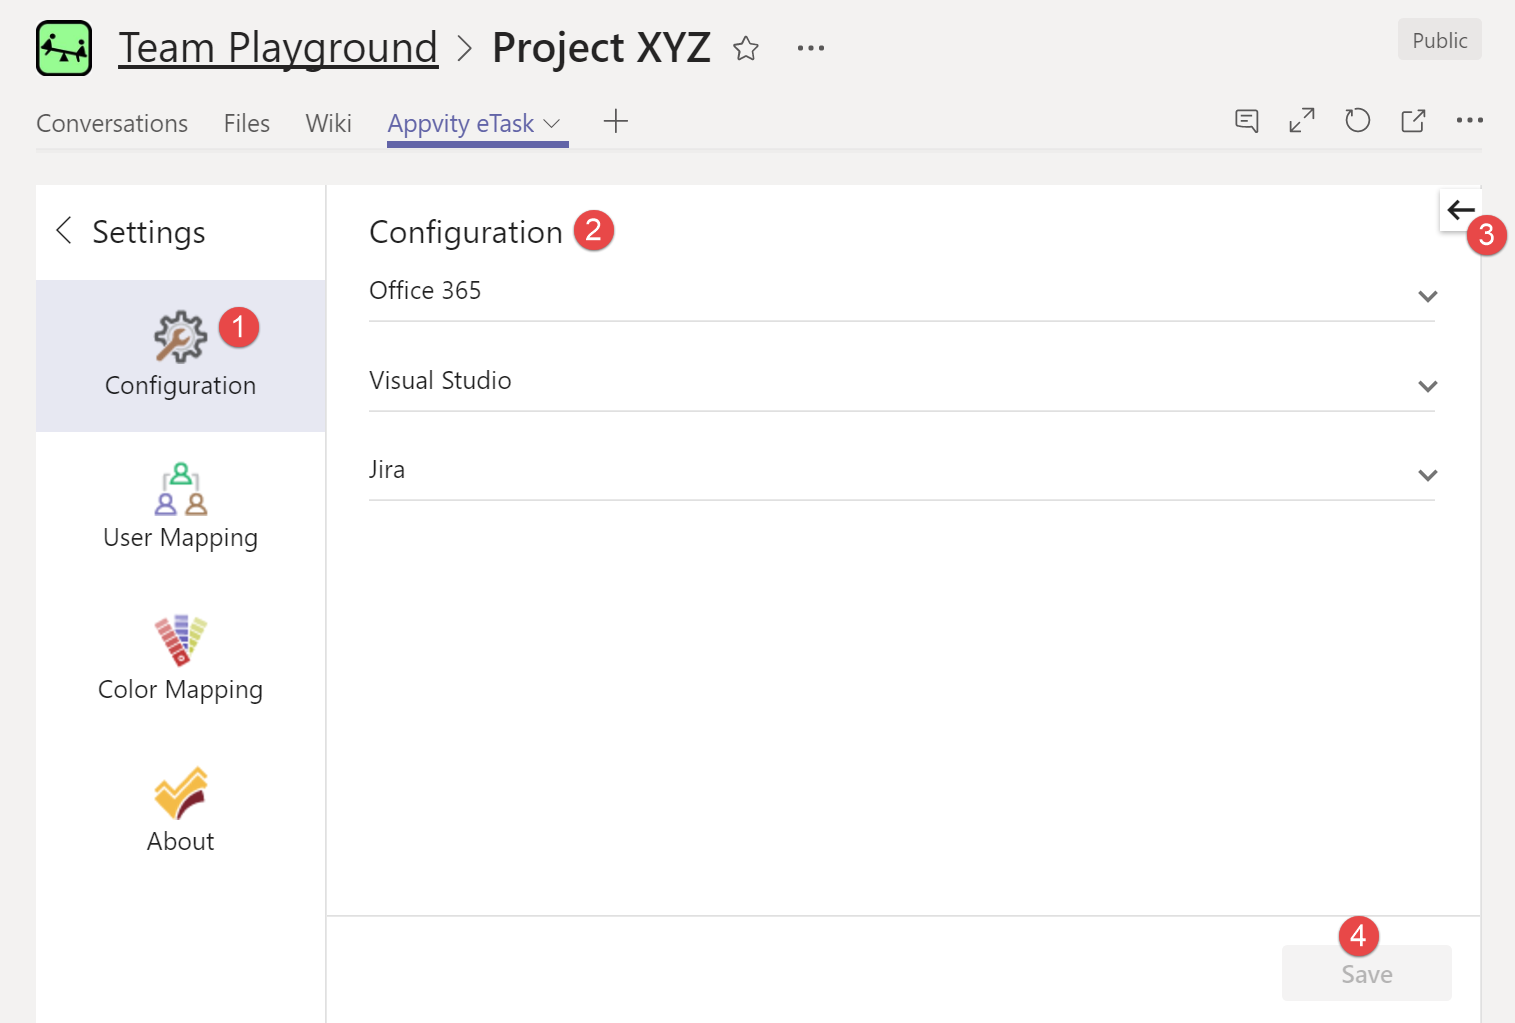 Team Playground > Project XYZ
Public
Conversations Files Wiki Appvity eTask
Settings
Configuration 2
3
Office 365
1
Configuration
Visual Studio
Jira
User Mapping
Color Mapping
About
4
Save